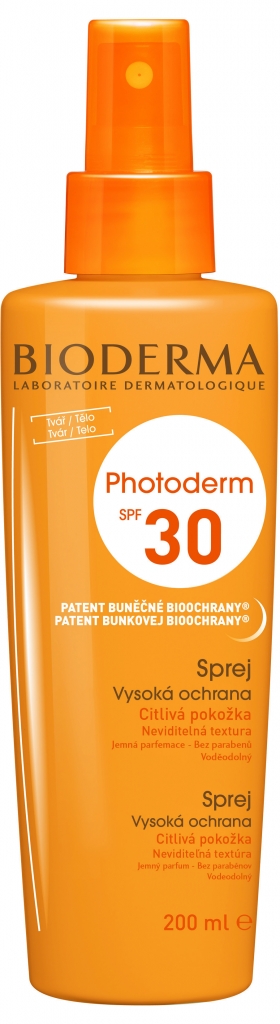 BIODERMA
LABORATOIRE DERMATOLOGIQUE
Tvář / Tělo
Tvár / Telo
Photoderm
SPF 30
PATENT BUNĚČNÉ BIOOCHRANY®
PATENT BUNKOVEJ BIOOCHRANY®
Sprej
Vysoká ochrana
Citlivá pokožka
Neviditelná textura
Jemná parfemace - Bez parabenů
Voděodolný
Sprej
Vysoká ochrana
Citlivá pokožka
Neviditeľná textúra
Jemný parfum - Bez parabénov
Vodeodolný
200 ml ℮